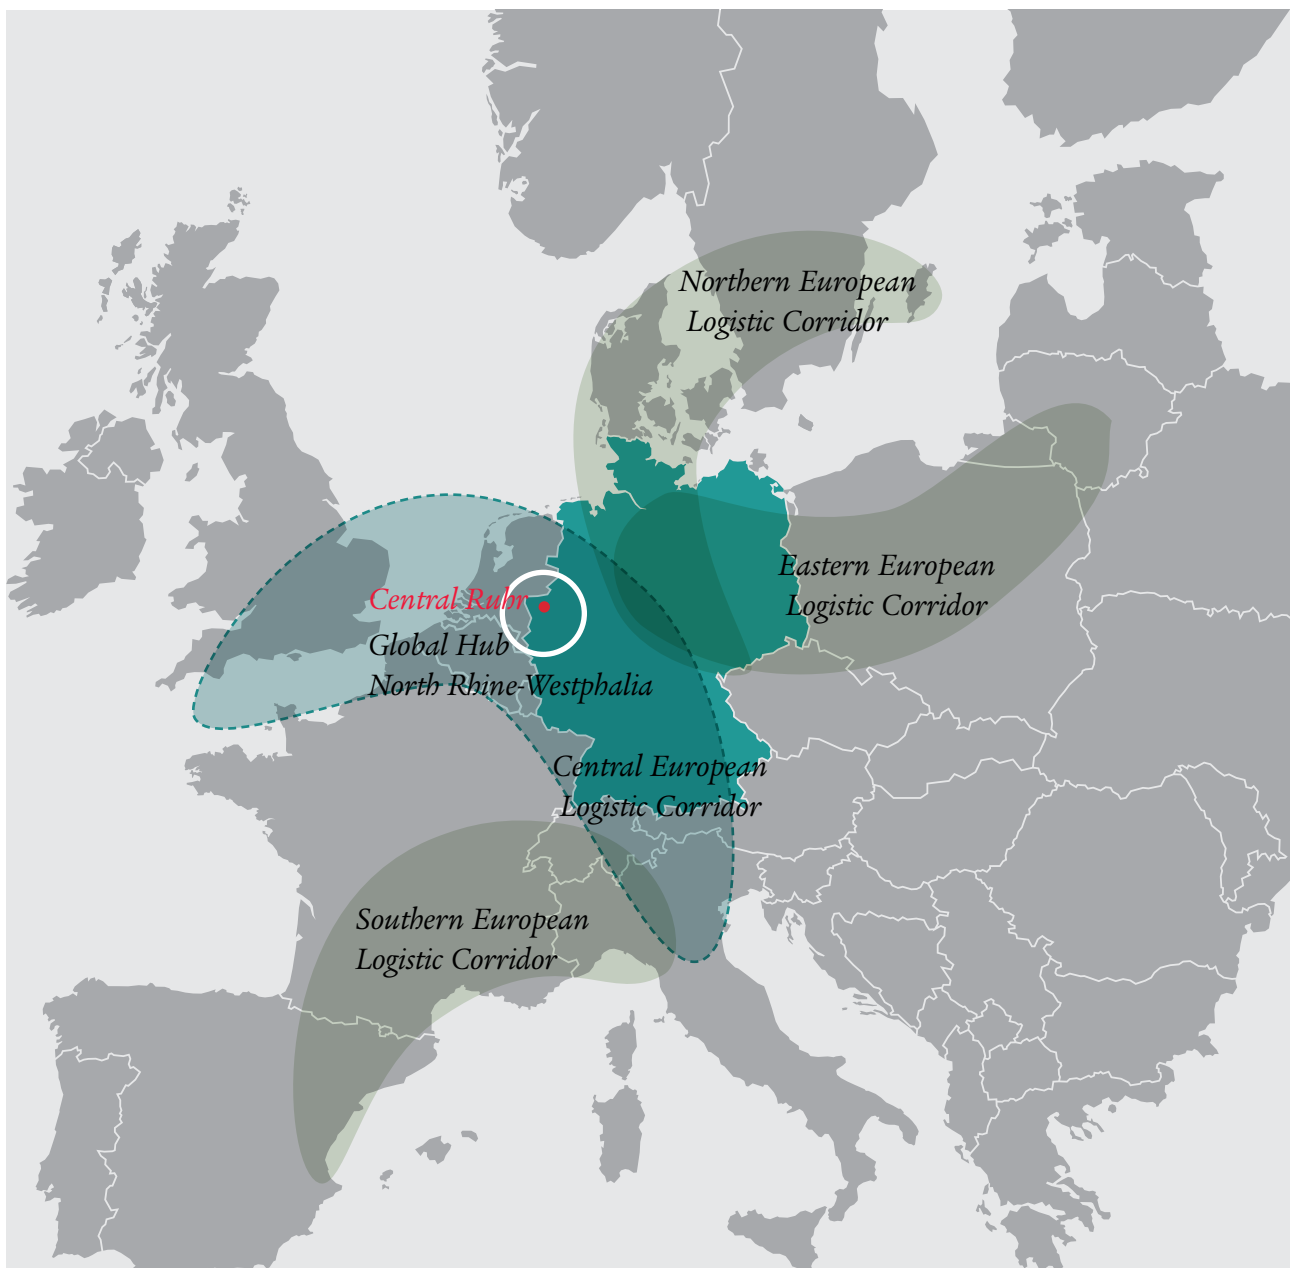 Northern European
Logistic Corridor
Eastern European
Logistic Corridor
Central Ruhr
Global Hub
North Rhine-Westphalia
Central European
Logistic Corridor
Southern European
Logistic Corridor